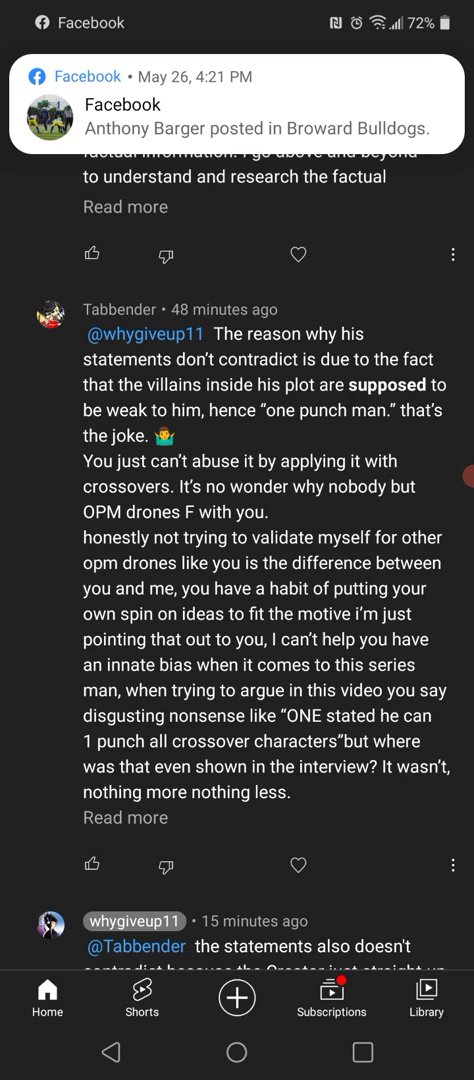 Facebook
72%
Facebook • May 26, 4:21 PM
Facebook
Anthony Barger posted in Broward Bulldogs.
factual information! I go above and beyond
to understand and research the factual
Read more
Tabbender • 48 minutes ago
@whygiveup11 The reason why his
statements don’t contradict is due to the fact
that the villains inside his plot are supposed to
be weak to him, hence “one punch man.” that’s
the joke. 🤷‍♂️
You just can’t abuse it by applying it with
crossovers. It’s no wonder why nobody but
OPM drones F with you.
honestly not trying to validate myself for other
opm drones like you is the difference between
you and me, you have a habit of putting your
own spin on ideas to fit the motive i’m just
pointing that out to you, I can’t help you have
an innate bias when it comes to this series
man, when trying to argue in this video you say
disgusting nonsense like “ONE stated he can
1 punch all crossover characters”but where
was that even shown in the interview? It wasn’t,
nothing more nothing less.
Read more
whygiveup11 • 15 minutes ago
@Tabbender the statements also doesn't
contradict because the Creator just straight up
Home
Shorts
Subscriptions
Library